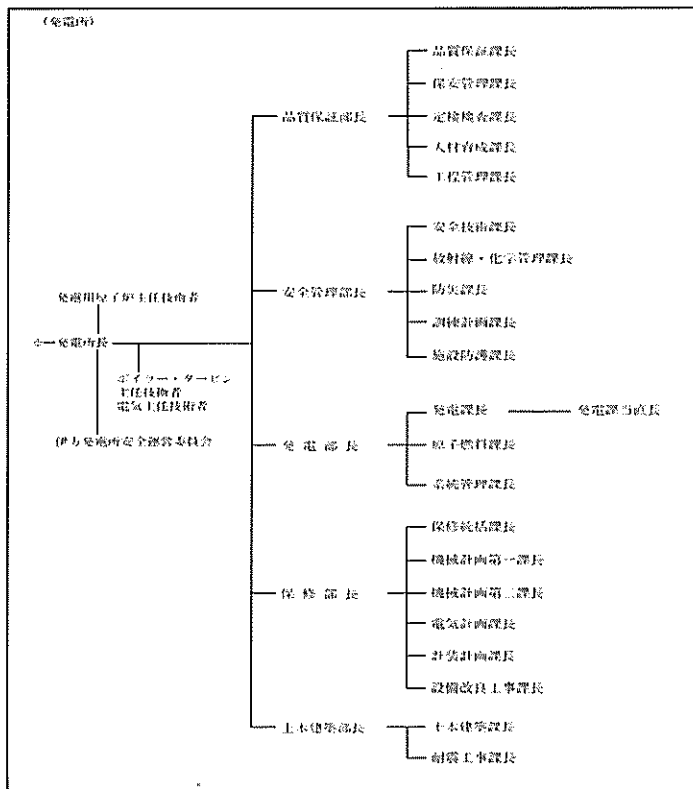 （発電所）
品質保証課長
保安管理課長
品質保証部長
定検検査課長
人材育成課長
工程管理課長
安全技術課長
放射線・化学管理課長
発電用原子炉主任技術者
安全管理部長
防災課長
訓練計画課長
発電所長
施設防護課長
ボイラー・タービン
主任技術者
電気主任技術者
発電課長
発電課当直長
伊方発電所安全運営委員会
発電部長
原子燃料課長
系統管理課長
保修統括課長
機械計画第一課長
保修部長
機械計画第二課長
電気計画課長
計装計画課長
設備改良工事課長
土木建築部長
土木建築課長
耐震工事課長